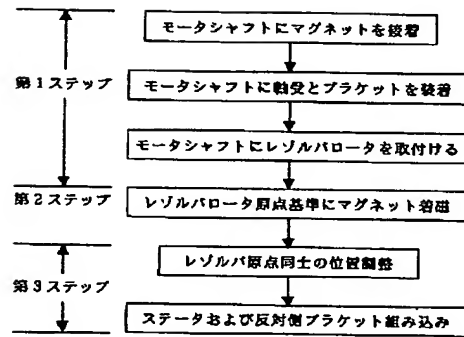 モータシャフトにマグネットを接着
第1ステップ
モータシャフトに軸受とブラケットを装着
モータシャフトにレゾルバロータを取付ける
第2ステップ
レゾルバロータ原点基準にマグネット着磁
レゾルバ原点同士の位置調整
第3ステップ
ステータおよび反対側ブラケット組み込み